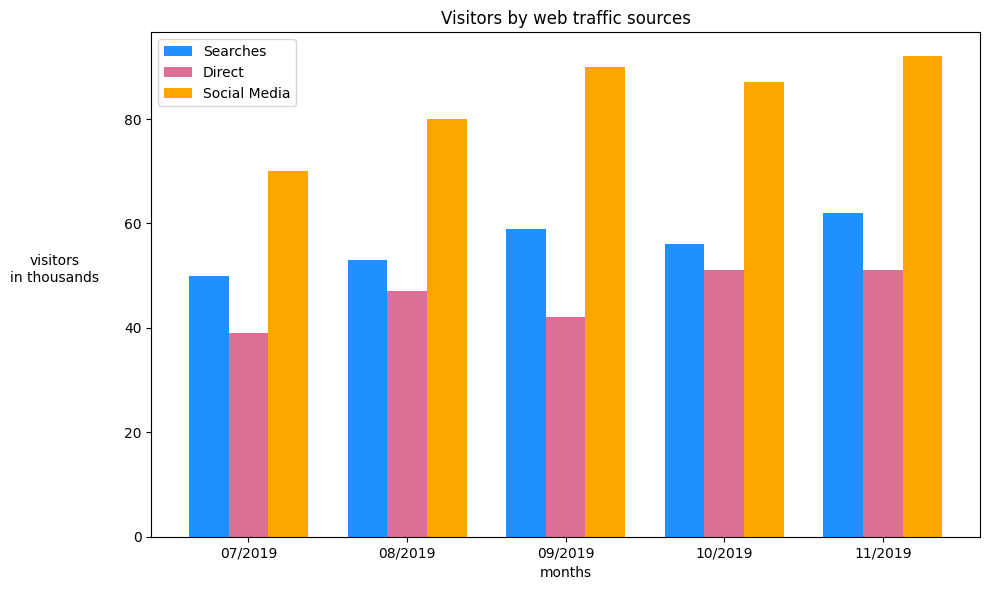 Visitors by web traffic sources
Searches
Direct
Social Media
80
60
visitors
in thousands
40
20
0
07/2019 08/2019 09/2019 10/2019 11/2019
months